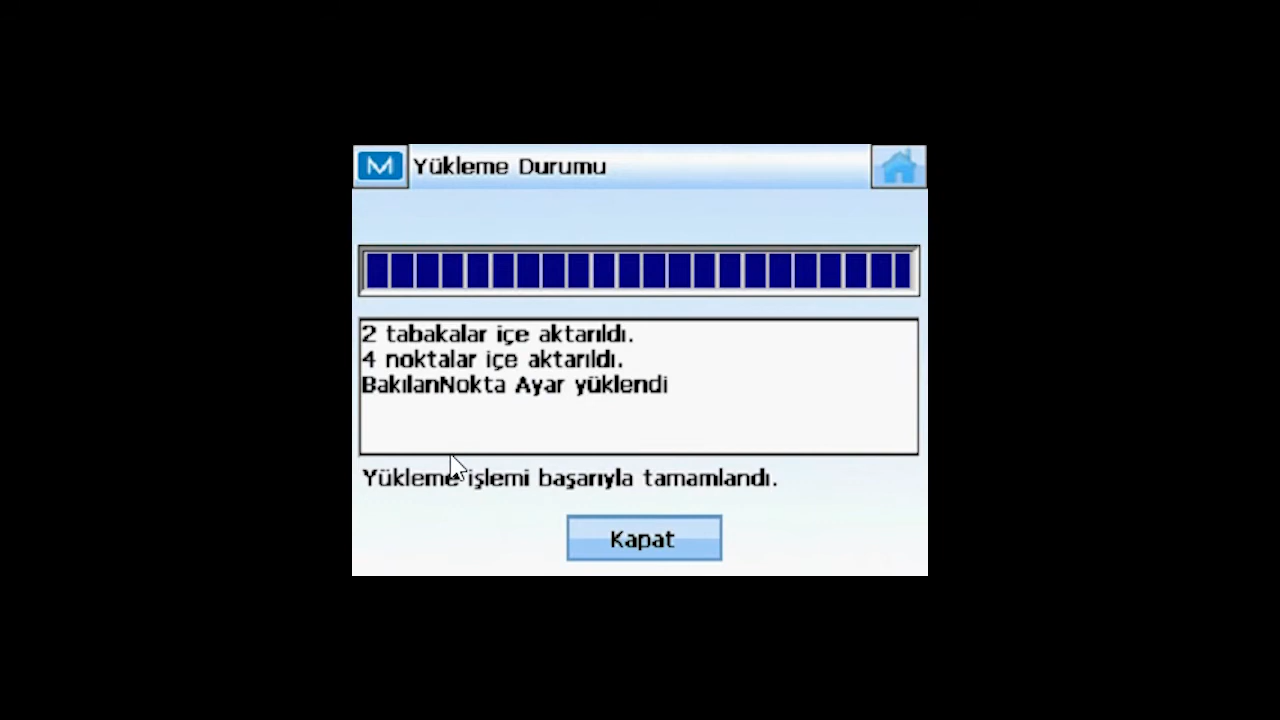 M Yükleme Durumu
2 tabakalar içe aktarıldı.
4 noktalar içe aktarıldı.
BakılanNokta Ayar yüklendi
Yükleme işlemi başarıyla tamamlandı.
Kapat